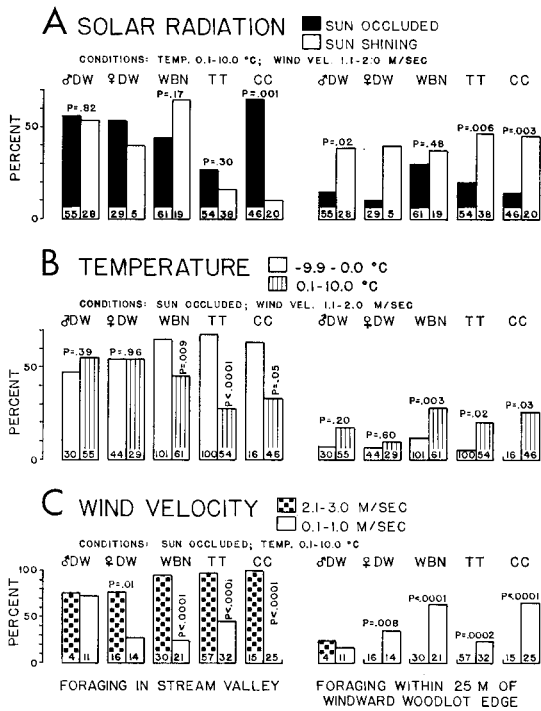 A SOLAR RADIATION
SUN OCCLUDED
SUN SHINING
CONDITIONS: TEMP. 0.1-10.0 °C; WIND VEL. 1.1-2.0 M/SEC
♂DW ♀DW WBN TT CC ♂DW ♀DW WBN TT CC
P=.82 P=.17 P=.30 P=.001 P=.02 P=.48 P=.006 P=.003
PERCENT
50
0
55 28 29 5 61 19 54 38 46 20 55 28 29 5 61 19 54 38 46 20
B TEMPERATURE
-9.9-0.0 °C
0.1-10.0 °C
CONDITIONS: SUN OCCLUDED; WIND VEL. 1.1-2.0 M/SEC
♂DW ♀DW WBN TT CC ♂DW ♀DW WBN TT CC
P=.39 P=.96 P=.009 P<.0001 P=.05 P=.20 P=.60 P=.003 P=.02 P=.03
PERCENT
50
0
30 55 44 29 101 61 100 54 16 46 30 55 44 29 101 61 100 54 16 46
C WIND VELOCITY
2.1-3.0 M/SEC
0.1-1.0 M/SEC
CONDITIONS: SUN OCCLUDED; TEMP. 0.1-10.0 °C
♂DW ♀DW WBN TT CC ♂DW ♀DW WBN TT CC
P=.01 P<.0001 P<.0001 P<.0001 P=.008 P<.0001 P=.0002 P<.0001
PERCENT
100
50
0
4 11 16 14 30 21 57 32 15 25 4 11 16 14 30 21 57 32 15 25
FORAGING IN STREAM VALLEY
FORAGING WITHIN 25 M OF
WINDWARD WOODLOT EDGE